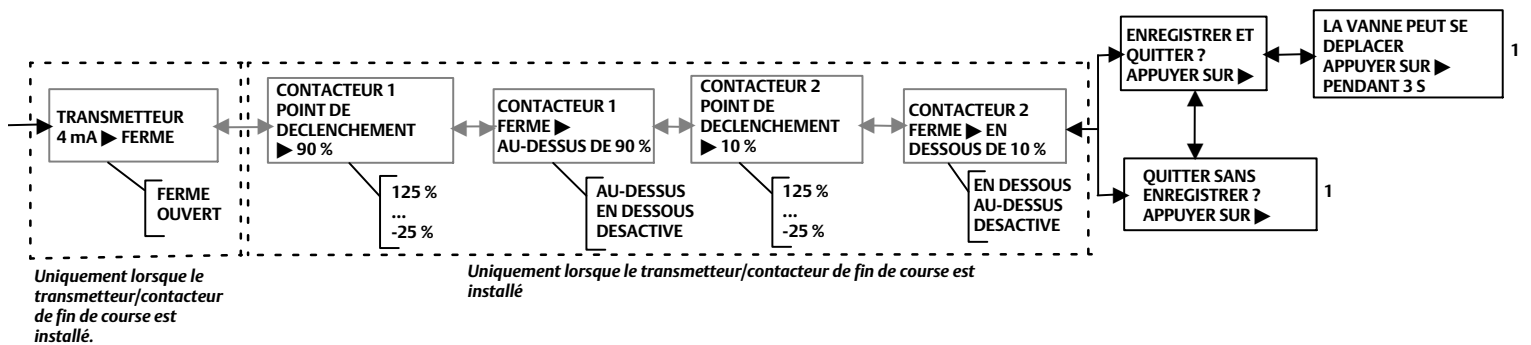 TRANSMETTEUR
4 mA ▶ FERME
FERME
OUVERT
CONTACTEUR 1
POINT DE
DECLENCHEMENT
▶ 90 %
125 %
...
-25 %
CONTACTEUR 1
FERME ▶
AU-DESSUS DE 90 %
AU-DESSUS
EN DESSOUS
DESACTIVE
CONTACTEUR 2
POINT DE
DECLENCHEMENT
▶ 10 %
125 %
...
-25 %
CONTACTEUR 2
FERME ▶ EN
DESSOUS DE 10 %
EN DESSOUS
AU-DESSUS
DESACTIVE
ENREGISTRER ET
QUITTER ?
APPUYER SUR ▶
LA VANNE PEUT SE
DEPLACER
APPUYER SUR ▶
PENDANT 3 S
1
QUITTER SANS
ENREGISTRER ?
APPUYER SUR ▶
1
Uniquement lorsque le
transmetteur/contacteur
de fin de course est
installé.
Uniquement lorsque le transmetteur/contacteur de fin de course est
installé